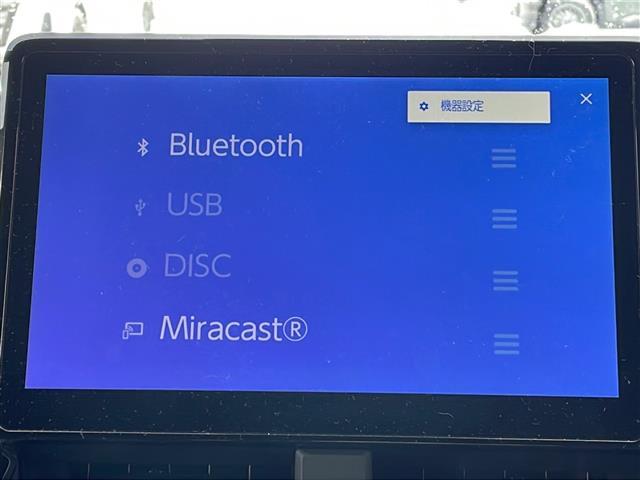 機器設定
Bluetooth
USB
DISC
Miracast®